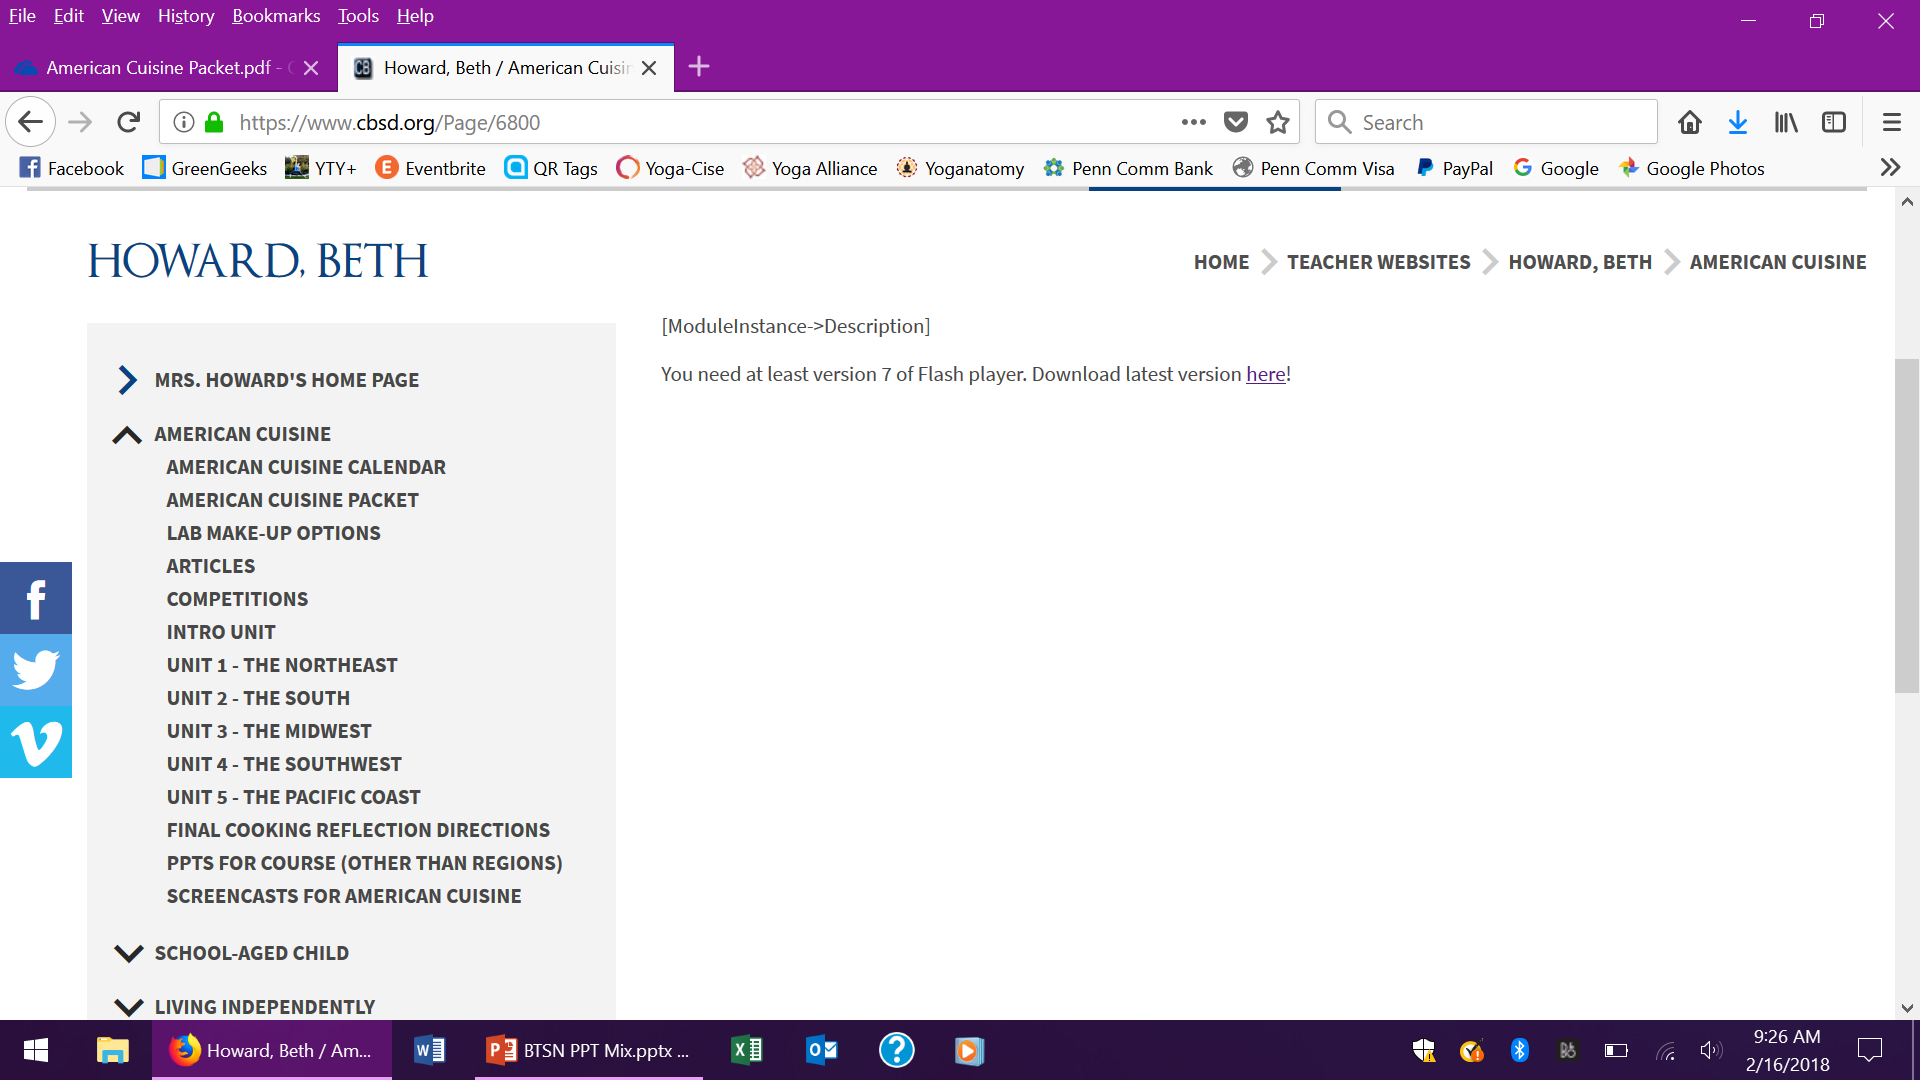 File Edit View History Bookmarks Tools Help
American Cuisine Packet.pdf - Howard, Beth / American Cuisin
https://www.cbsd.org/Page/6800 Search
Facebook GreenGeeks YTY+ Eventbrite QR Tags Yoga-Cise Yoga Alliance Yoganatomy Penn Comm Bank Penn Comm Visa PayPal Google Google Photos
HOWARD, BETH
HOME TEACHER WEBSITES HOWARD, BETH AMERICAN CUISINE
[ModuleInstance->Description]
You need at least version 7 of Flash player. Download latest version here!
MRS. HOWARD'S HOME PAGE
AMERICAN CUISINE
AMERICAN CUISINE CALENDAR
AMERICAN CUISINE PACKET
LAB MAKE-UP OPTIONS
ARTICLES
COMPETITIONS
INTRO UNIT
UNIT 1 - THE NORTHEAST
UNIT 2 - THE SOUTH
UNIT 3 - THE MIDWEST
UNIT 4 - THE SOUTHWEST
UNIT 5 - THE PACIFIC COAST
FINAL COOKING REFLECTION DIRECTIONS
PPTS FOR COURSE (OTHER THAN REGIONS)
SCREENCASTS FOR AMERICAN CUISINE
SCHOOL-AGED CHILD
LIVING INDEPENDENTLY
Howard, Beth / Am... BTSN PPT Mix.pptx ...
9:26 AM
2/16/2018